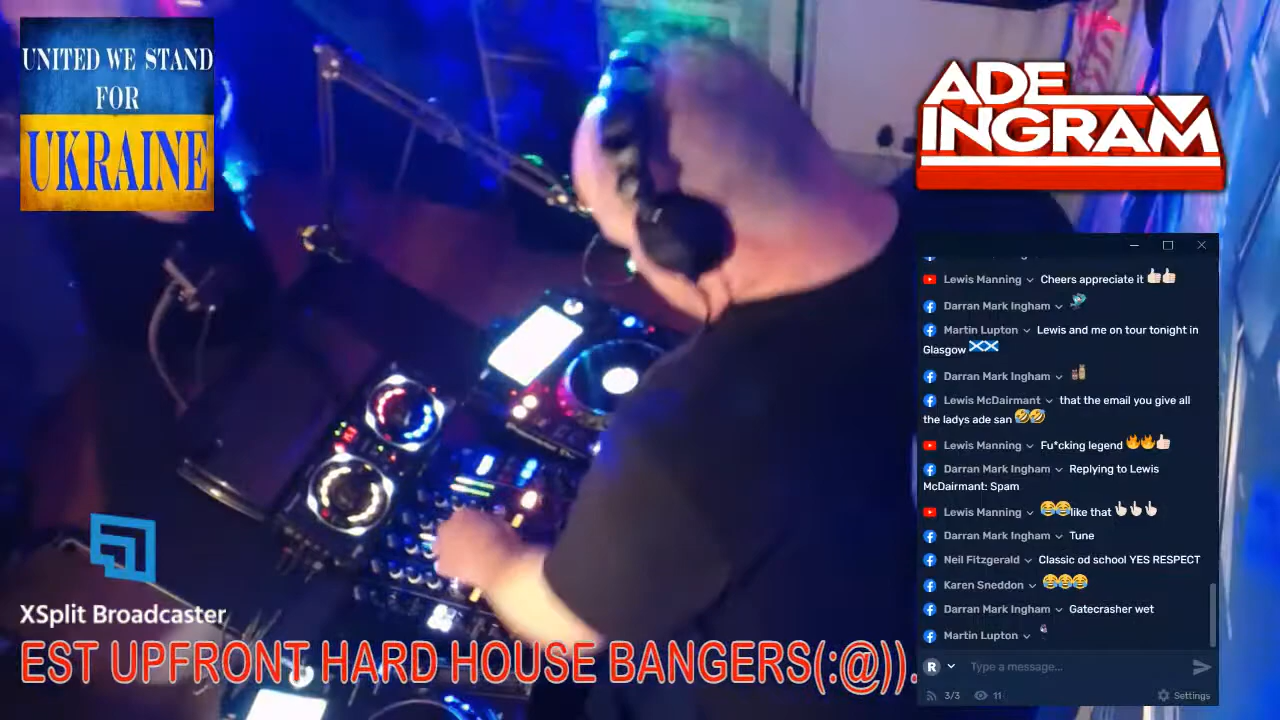 UNITED WE STAND
FOR
UKRAINE
ADE
INGRAM
Lewis Manning Cheers appreciate it 👍🏻👍🏻
Darran Mark Ingham
Martin Lupton Lewis and me on tour tonight in
Glasgow 🏴󠁧󠁢󠁳󠁣󠁴󠁿🏴󠁧󠁢󠁳󠁣󠁴󠁿
Darran Mark Ingham
Lewis McDairmant that the email you give all
the ladys ade san 🤣🤣
Lewis Manning Fu*cking legend 🔥🔥👍🏻
Darran Mark Ingham Replying to Lewis
McDairmant: Spam
Lewis Manning 😂😂like that 👆🏻👆🏻👆🏻
Darran Mark Ingham Tune
Neil Fitzgerald Classic od school YES RESPECT
Karen Sneddon 😂😂😂
Darran Mark Ingham Gatecrasher wet
Martin Lupton
R Type a message...
3/3 11 Settings
XSplit Broadcaster
EST UPFRONT HARD HOUSE BANGERS(:@)).